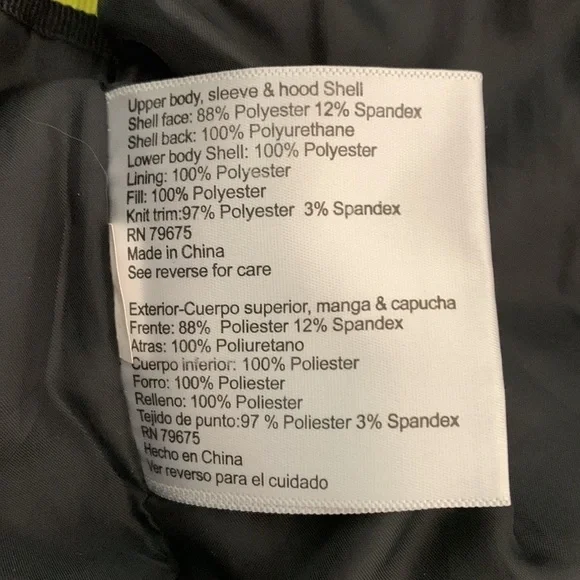 Upper body, sleeve & hood Shell
Shell face: 88% Polyester 12% Spandex
Shell back: 100% Polyurethane
Lower body Shell: 100% Polyester
Lining: 100% Polyester
Fill: 100% Polyester
Knit trim:97% Polyester 3% Spandex
RN 79675
Made in China
See reverse for care
Exterior-Cuerpo superior, manga & capucha
Frente: 88% Poliester 12% Spandex
Atras: 100% Poliuretano
Cuerpo inferior: 100% Poliester
Forro: 100% Poliester
Relleno: 100% Poliester
Tejido de punto:97 % Poliester 3% Spandex
RN 79675
Hecho en China
Ver reverso para el cuidado